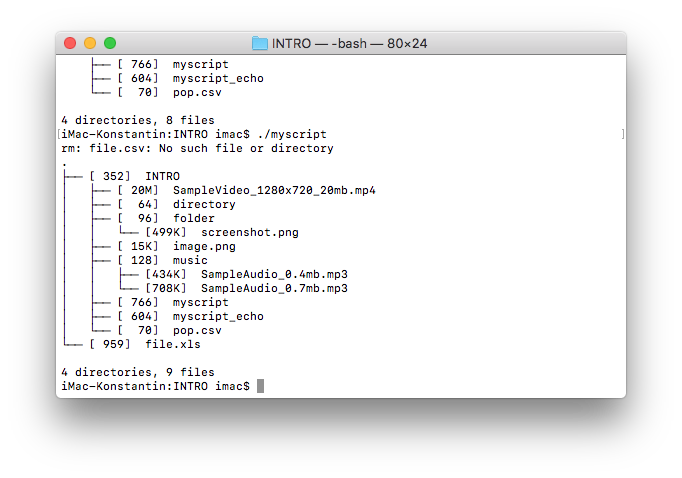 INTRO — -bash — 80×24
├── [ 766]  myscript
├── [ 604]  myscript_echo
└── [  70]  pop.csv
4 directories, 8 files
[iMac-Konstantin:INTRO imac$ ./myscript ]
rm: file.csv: No such file or directory
.
├── [ 352]  INTRO
│   ├── [ 20M]  SampleVideo_1280x720_20mb.mp4
│   ├── [  64]  directory
│   ├── [  96]  folder
│   │   └── [499K]  screenshot.png
│   ├── [ 15K]  image.png
│   ├── [ 128]  music
│   │   ├── [434K]  SampleAudio_0.4mb.mp3
│   │   └── [708K]  SampleAudio_0.7mb.mp3
│   ├── [ 766]  myscript
│   ├── [ 604]  myscript_echo
│   └── [  70]  pop.csv
└── [ 959]  file.xls
4 directories, 9 files
iMac-Konstantin:INTRO imac$